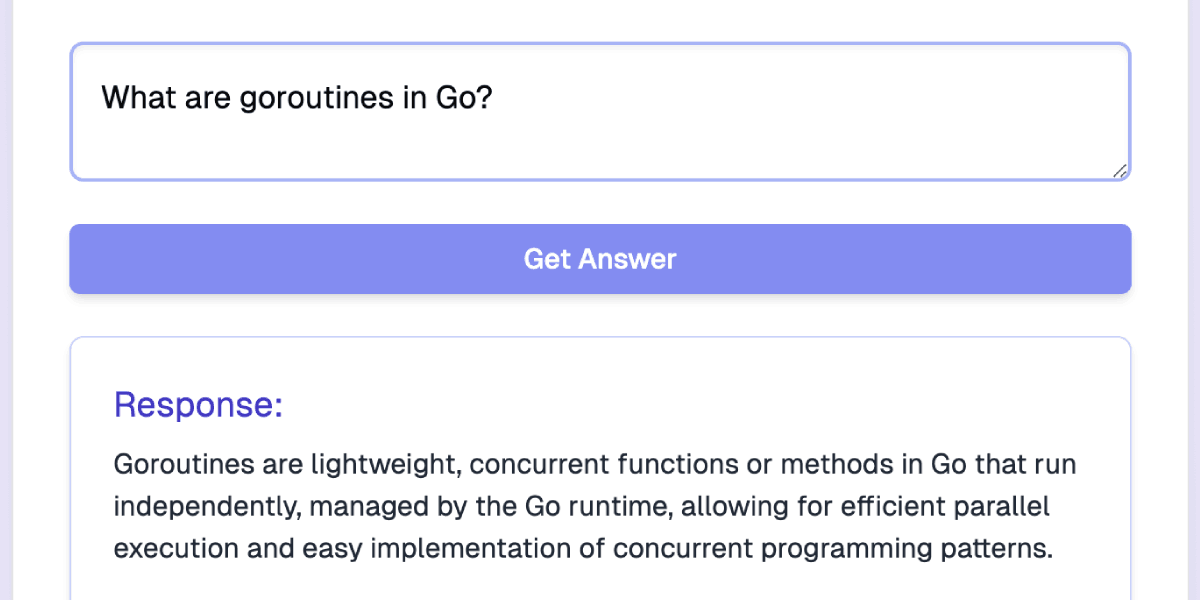 What are goroutines in Go?
Get Answer
Response:
Goroutines are lightweight, concurrent functions or methods in Go that run
independently, managed by the Go runtime, allowing for efficient parallel
execution and easy implementation of concurrent programming patterns.